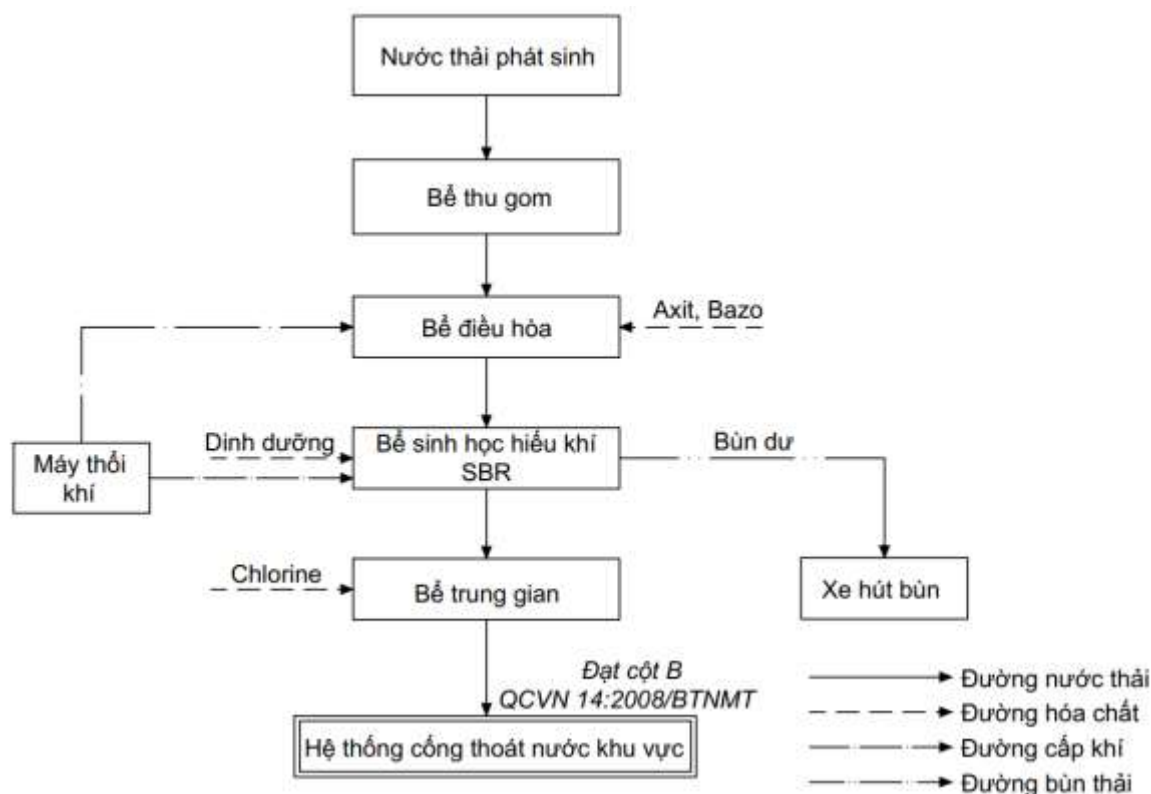 Nước thải phát sinh
Bể thu gom
Bể điều hòa
Axit, Bazo
Máy thổi
khí
Dinh dưỡng
Bể sinh học hiếu khí
SBR
Bùn dư
Chlorine
Bể trung gian
Xe hút bùn
Đạt cột B
QCVN 14:2008/BTNMT
Hệ thống cống thoát nước khu vực
Đường nước thải
Đường hóa chất
Đường cấp khí
Đường bùn thải